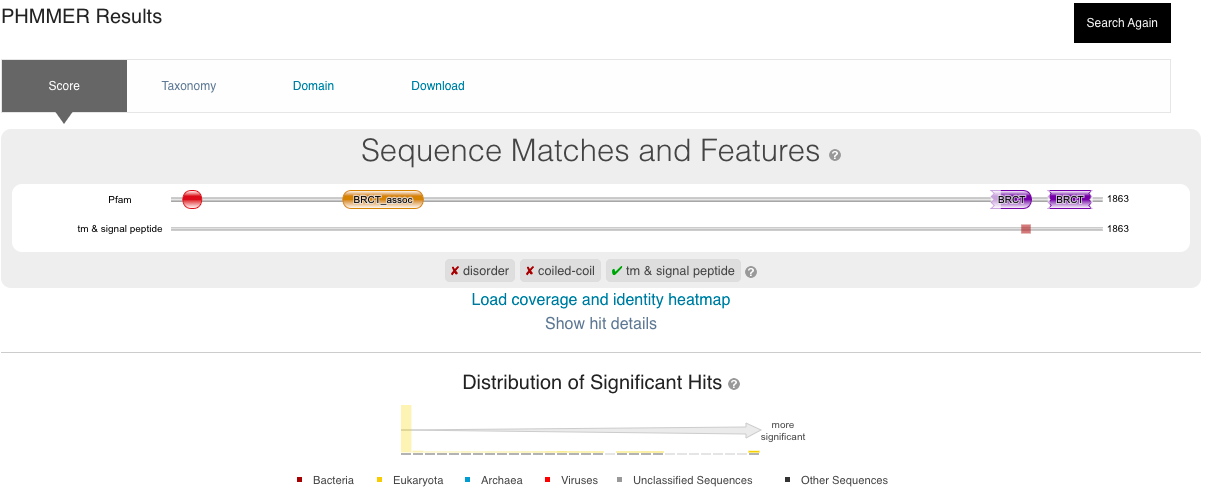 PHMMER Results
Search Again
Score Taxonomy Domain Download
Sequence Matches and Features ?
Pfam BRCT_assoc BRCT BRCT 1863
tm & signal peptide 1863
✘ disorder ✘ coiled-coil ✔ tm & signal peptide ?
Load coverage and identity heatmap
Show hit details
Distribution of Significant Hits ?
more
significant
Bacteria Eukaryota Archaea Viruses Unclassified Sequences Other Sequences